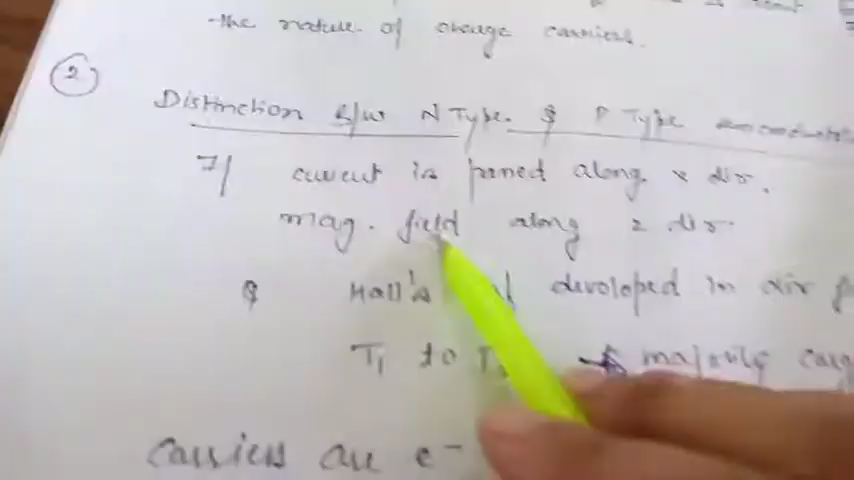 the nature of charge carriers.
2
Distinction b/w N Type & P Type semiconducto
If current is passed along x dir.
mag. field along z dir.
& Hall's developed in dir
T1 to majority
carriers are e-